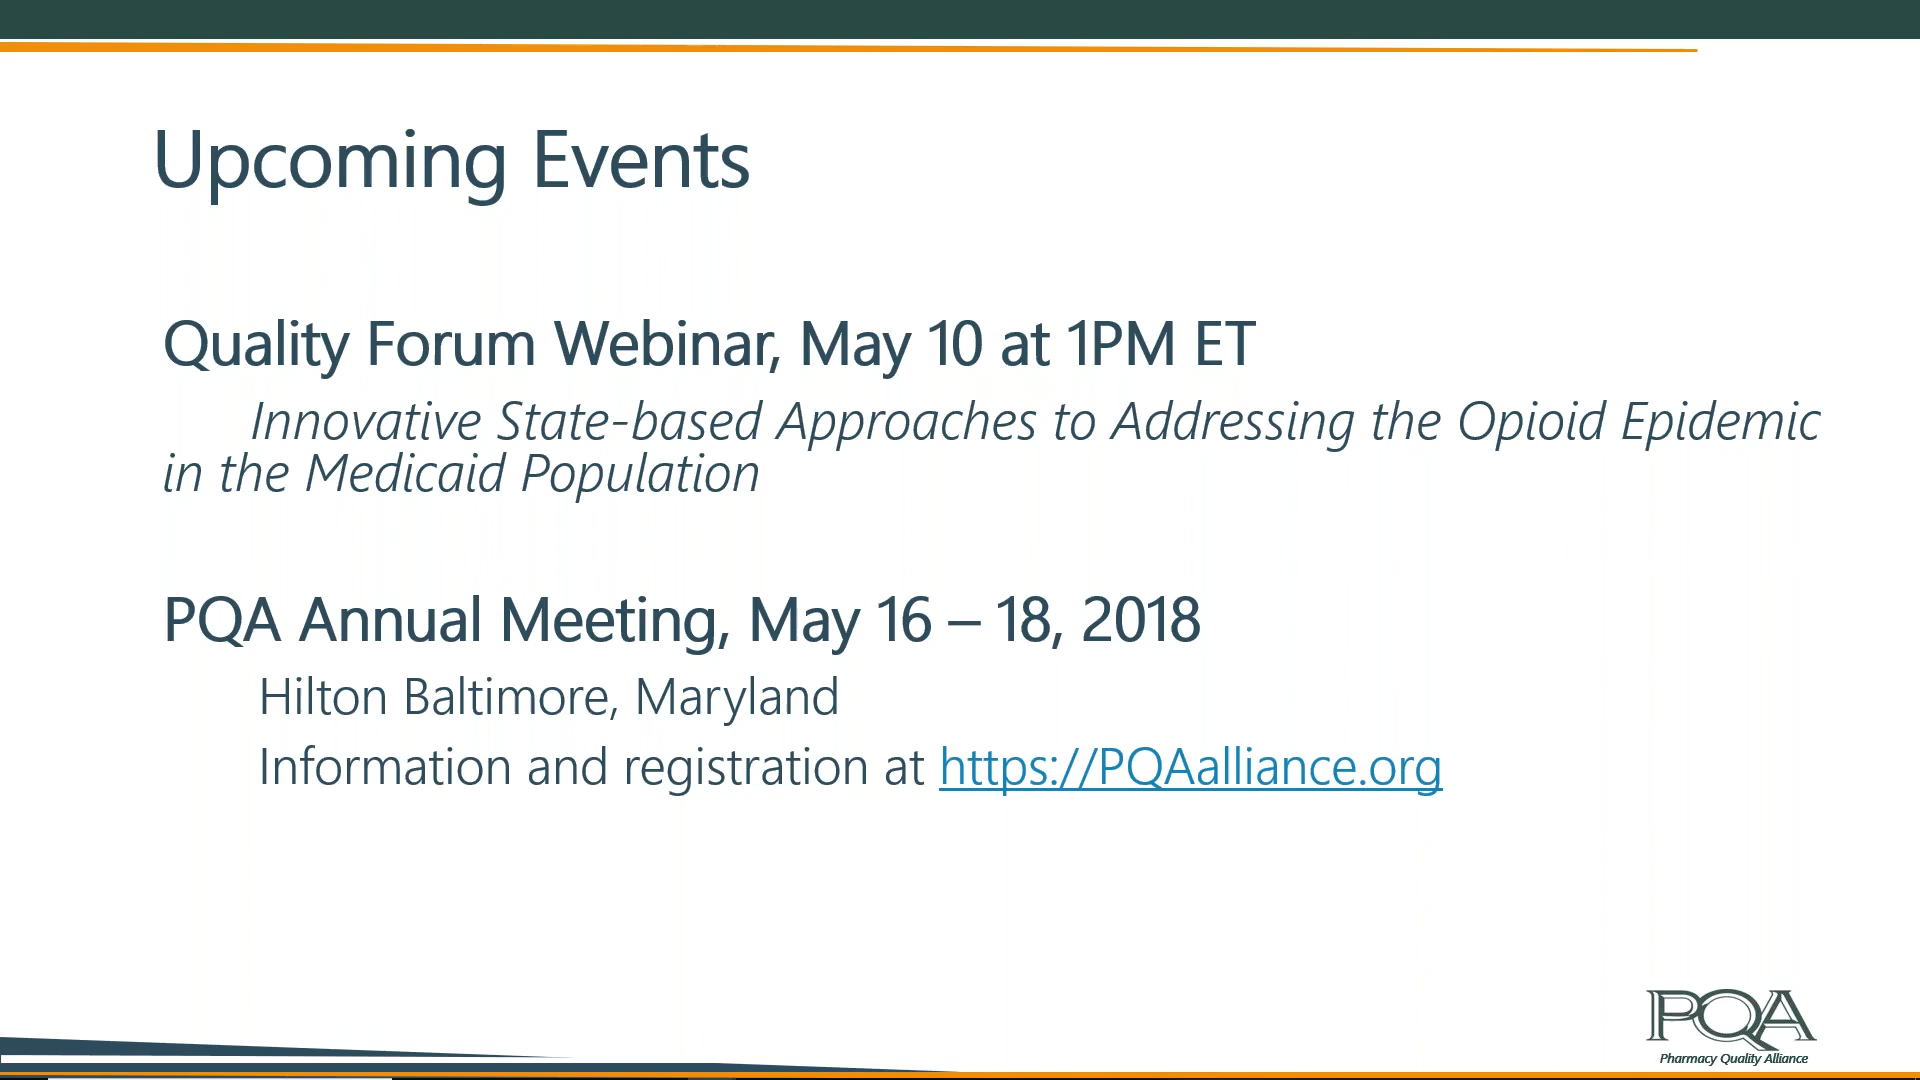 Upcoming Events
Quality Forum Webinar, May 10 at 1PM ET
Innovative State-based Approaches to Addressing the Opioid Epidemic
in the Medicaid Population
PQA Annual Meeting, May 16 – 18, 2018
Hilton Baltimore, Maryland
Information and registration at https://PQAalliance.org
PQA
Pharmacy Quality Alliance